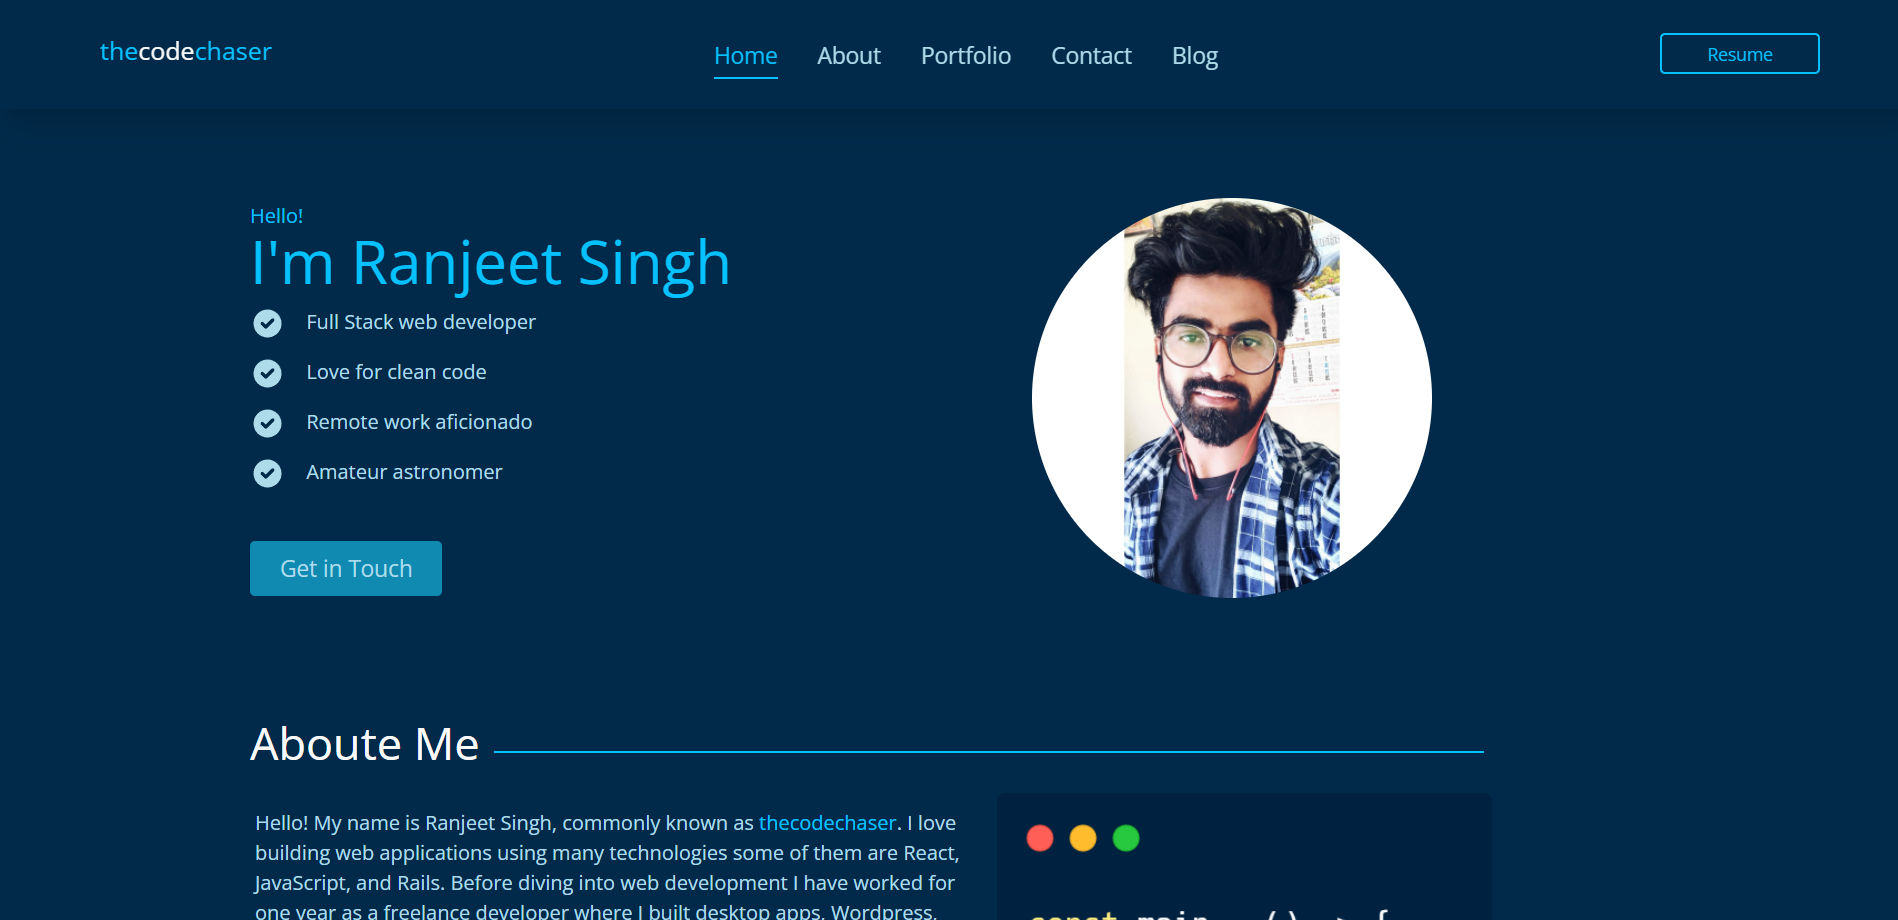 thecodechaser
Home About Portfolio Contact Blog
Resume
Hello!
I'm Ranjeet Singh
Full Stack web developer
Love for clean code
Remote work aficionado
Amateur astronomer
Get in Touch
Aboute Me
Hello! My name is Ranjeet Singh, commonly known as thecodechaser. I love
building web applications using many technologies some of them are React,
JavaScript, and Rails. Before diving into web development I have worked for
one year as a freelance developer where I built desktop apps, Wordpress,
const main = () => {